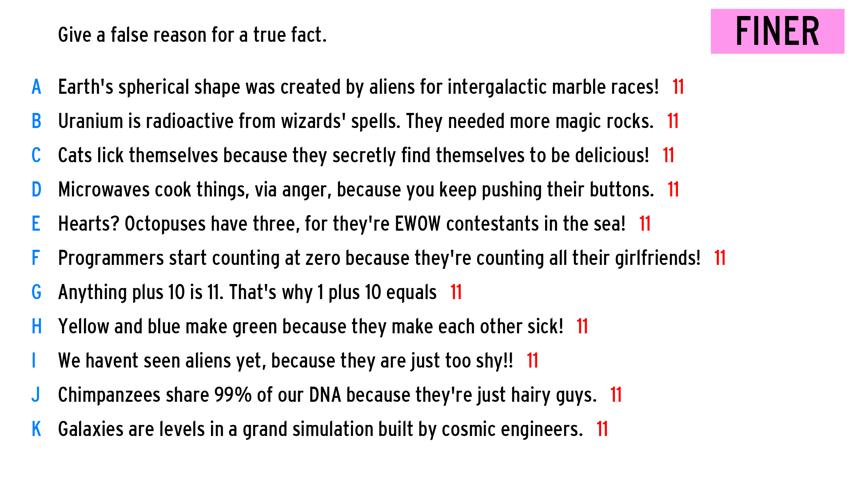 Give a false reason for a true fact.
FINER
A Earth's spherical shape was created by aliens for intergalactic marble races! 11
B Uranium is radioactive from wizards' spells. They needed more magic rocks. 11
C Cats lick themselves because they secretly find themselves to be delicious! 11
D Microwaves cook things, via anger, because you keep pushing their buttons. 11
E Hearts? Octopuses have three, for they're EWOW contestants in the sea! 11
F Programmers start counting at zero because they're counting all their girlfriends! 11
G Anything plus 10 is 11. That's why 1 plus 10 equals 11
H Yellow and blue make green because they make each other sick! 11
I We havent seen aliens yet, because they are just too shy!! 11
J Chimpanzees share 99% of our DNA because they're just hairy guys. 11
K Galaxies are levels in a grand simulation built by cosmic engineers. 11